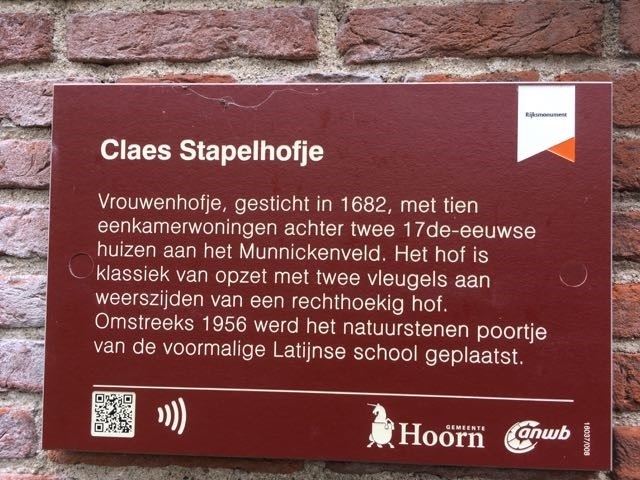 Rijksmonument
Claes Stapelhofje
Vrouwenhofje, gesticht in 1682, met tien
eenkamerwoningen achter twee 17de-eeuwse
huizen aan het Munnickenveld. Het hof is
klassiek van opzet met twee vleugels aan
weerszijden van een rechthoekig hof.
Omstreeks 1956 werd het natuurstenen poortje
van de voormalige Latijnse school geplaatst.
GEMEENTE
Hoorn
anwb
16037/008